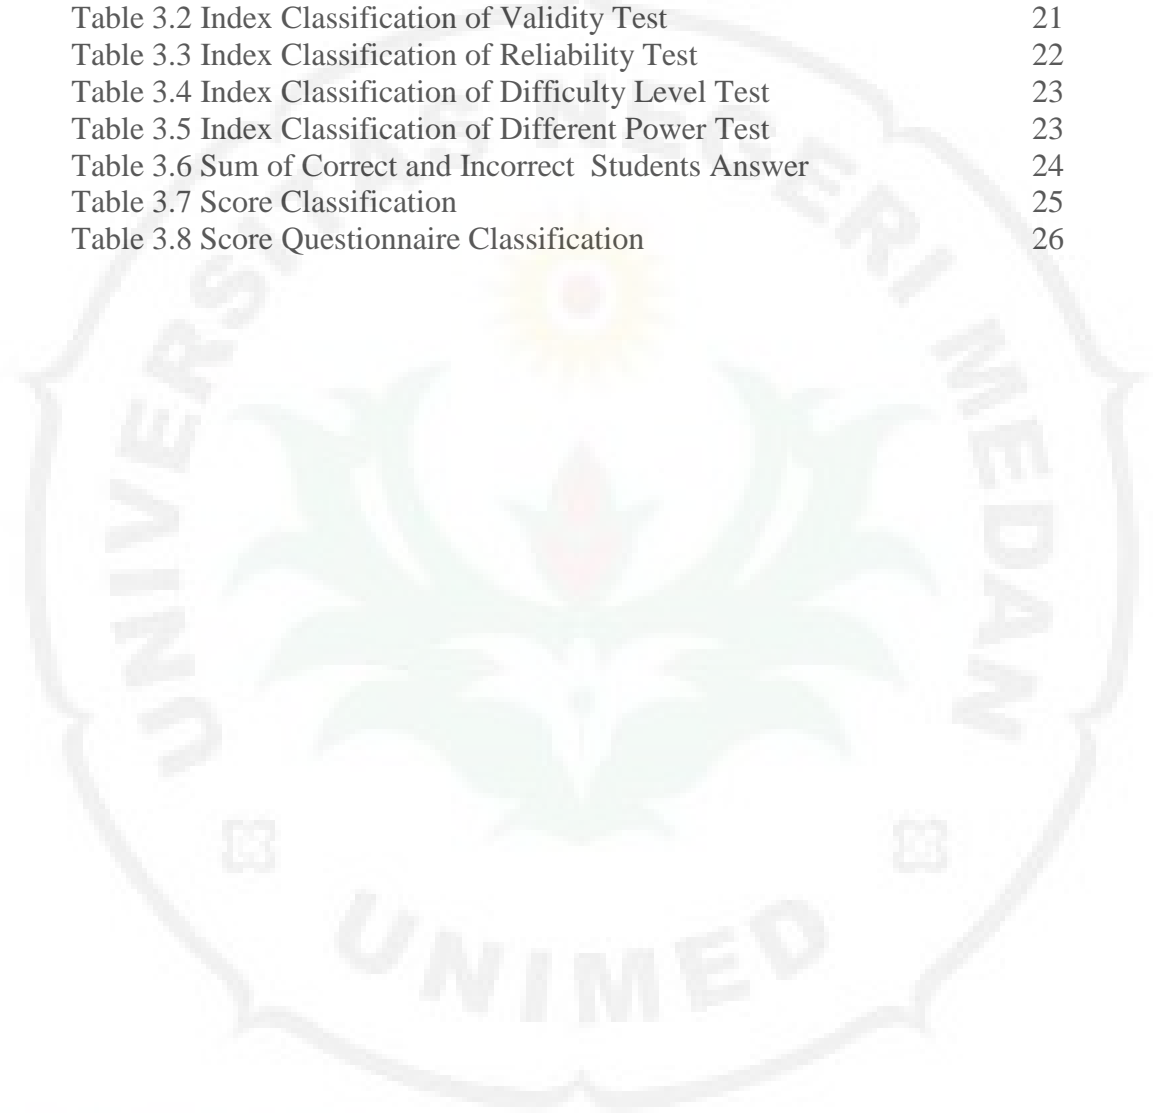 Table 3.2 Index Classification of Validity Test 21
Table 3.3 Index Classification of Reliability Test 22
Table 3.4 Index Classification of Difficulty Level Test 23
Table 3.5 Index Classification of Different Power Test 23
Table 3.6 Sum of Correct and Incorrect  Students Answer 24
Table 3.7 Score Classification 25
Table 3.8 Score Questionnaire Classification 26
UNIVERSITAS NEGERI MEDAN
UNIMED